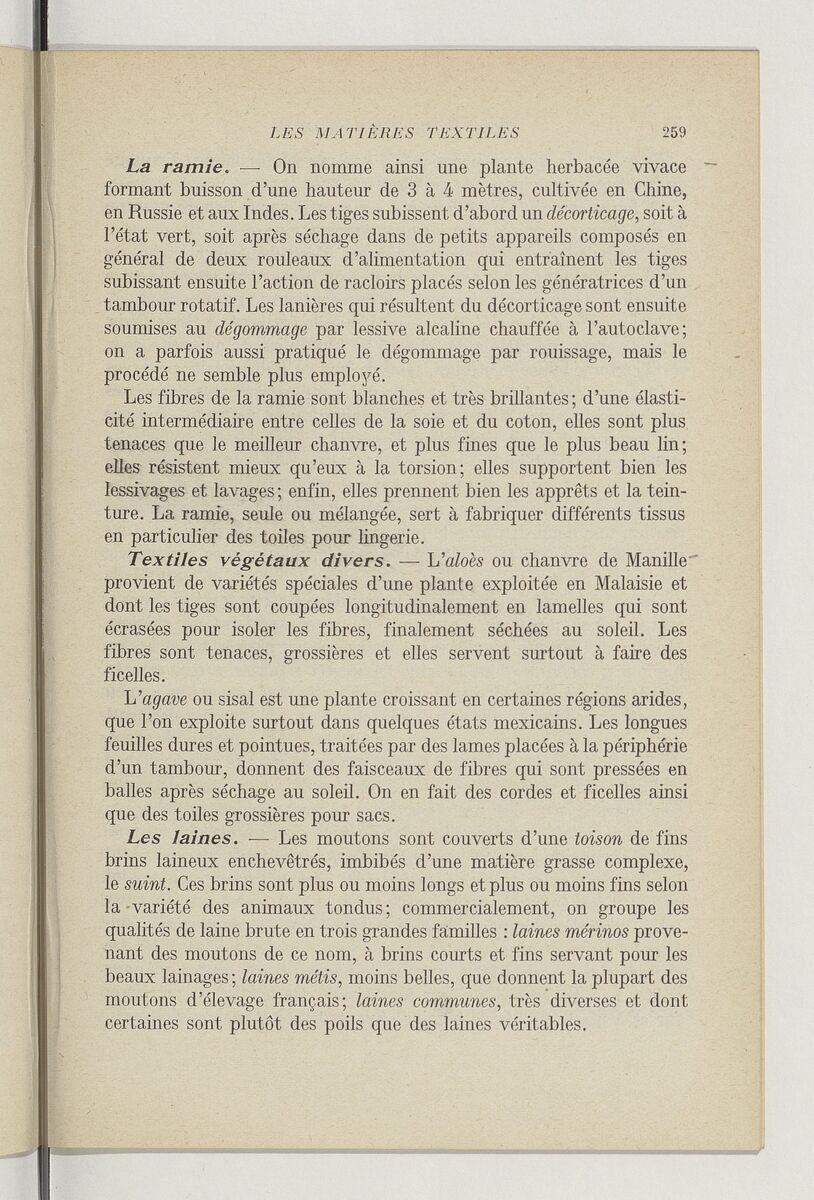 LES MATIÈRES TEXTILES 259
La ramie. — On nomme ainsi une plante herbacée vivace
formant buisson d'une hauteur de 3 à 4 mètres, cultivée en Chine,
en Russie et aux Indes. Les tiges subissent d'abord un décorticage, soit à
l'état vert, soit après séchage dans de petits appareils composés en
général de deux rouleaux d'alimentation qui entraînent les tiges
subissant ensuite l'action de racloirs placés selon les génératrices d'un
tambour rotatif. Les lanières qui résultent du décorticage sont ensuite
soumises au dégommage par lessive alcaline chauffée à l'autoclave;
on a parfois aussi pratiqué le dégommage par rouissage, mais le
procédé ne semble plus employé.
Les fibres de la ramie sont blanches et très brillantes; d'une élasti-
cité intermédiaire entre celles de la soie et du coton, elles sont plus
tenaces que le meilleur chanvre, et plus fines que le plus beau lin;
elles résistent mieux qu'eux à la torsion; elles supportent bien les
lessivages et lavages; enfin, elles prennent bien les apprêts et la tein-
ture. La ramie, seule ou mélangée, sert à fabriquer différents tissus
en particulier des toiles pour lingerie.
Textiles végétaux divers. — L'aloès ou chanvre de Manille
provient de variétés spéciales d'une plante exploitée en Malaisie et
dont les tiges sont coupées longitudinalement en lamelles qui sont
écrasées pour isoler les fibres, finalement séchées au soleil. Les
fibres sont tenaces, grossières et elles servent surtout à faire des
ficelles.
L'agave ou sisal est une plante croissant en certaines régions arides,
que l'on exploite surtout dans quelques états mexicains. Les longues
feuilles dures et pointues, traitées par des lames placées à la périphérie
d'un tambour, donnent des faisceaux de fibres qui sont pressées en
balles après séchage au soleil. On en fait des cordes et ficelles ainsi
que des toiles grossières pour sacs.
Les laines. — Les moutons sont couverts d'une toison de fins
brins laineux enchevêtrés, imbibés d'une matière grasse complexe,
le suint. Ces brins sont plus ou moins longs et plus ou moins fins selon
la variété des animaux tondus; commercialement, on groupe les
qualités de laine brute en trois grandes familles : laines mérinos prove-
nant des moutons de ce nom, à brins courts et fins servant pour les
beaux lainages; laines métis, moins belles, que donnent la plupart des
moutons d'élevage français; laines communes, très diverses et dont
certaines sont plutôt des poils que des laines véritables.